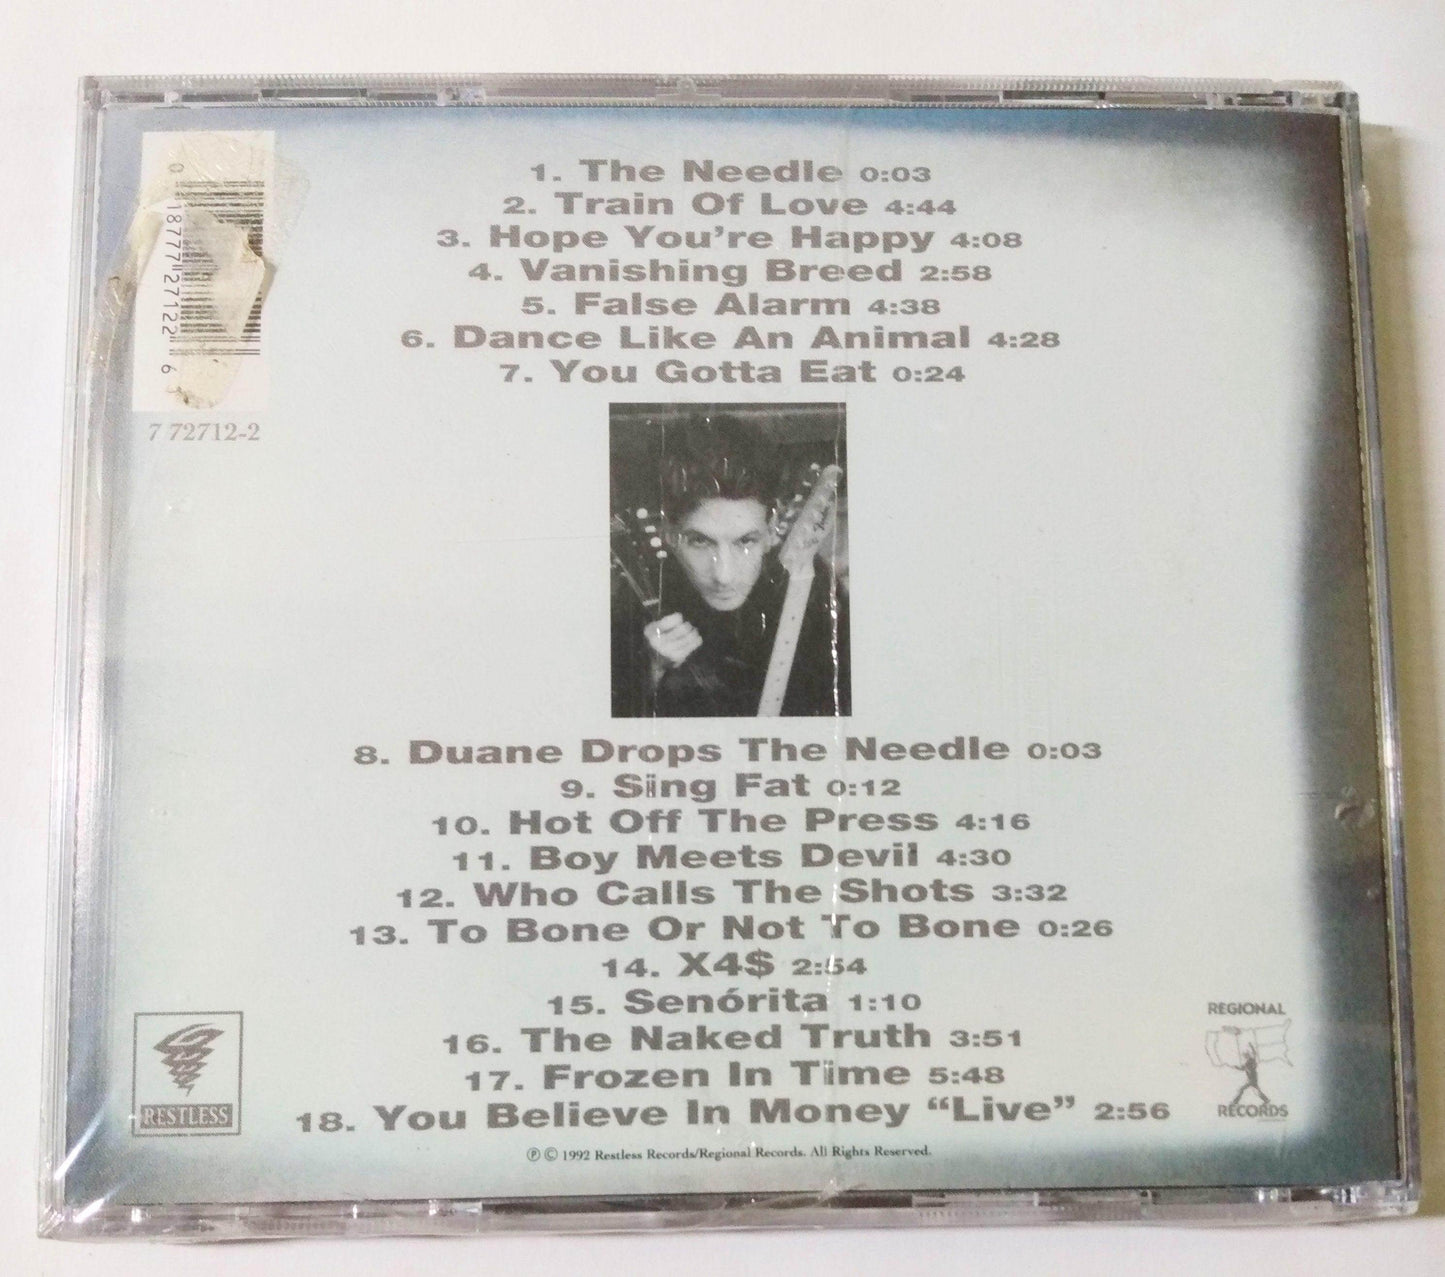 0 18777 27122 6
7 72712-2
1. The Needle 0:03
2. Train Of Love 4:44
3. Hope You're Happy 4:08
4. Vanishing Breed 2:58
5. False Alarm 4:38
6. Dance Like An Animal 4:28
7. You Gotta Eat 0:24
Fender
8. Duane Drops The Needle 0:03
9. Sing Fat 0:12
10. Hot Off The Press 4:16
11. Boy Meets Devil 4:30
12. Who Calls The Shots 3:32
13. To Bone Or Not To Bone 0:26
14. X4$ 2:54
15. Senórita 1:10
16. The Naked Truth 3:51
17. Frozen In Time 5:48
18. You Believe In Money “Live” 2:56
RESTLESS
REGIONAL
RECORDS
℗ © 1992 Restless Records/Regional Records. All Rights Reserved.